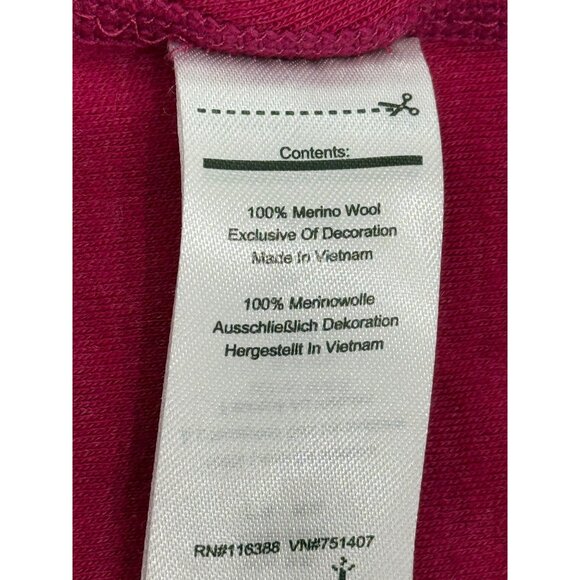 Contents:
100% Merino Wool
Exclusive Of Decoration
Made In Vietnam
100% Merinowolle
Ausschließlich Dekoration
Hergestellt In Vietnam
RN#116388 VN#751407